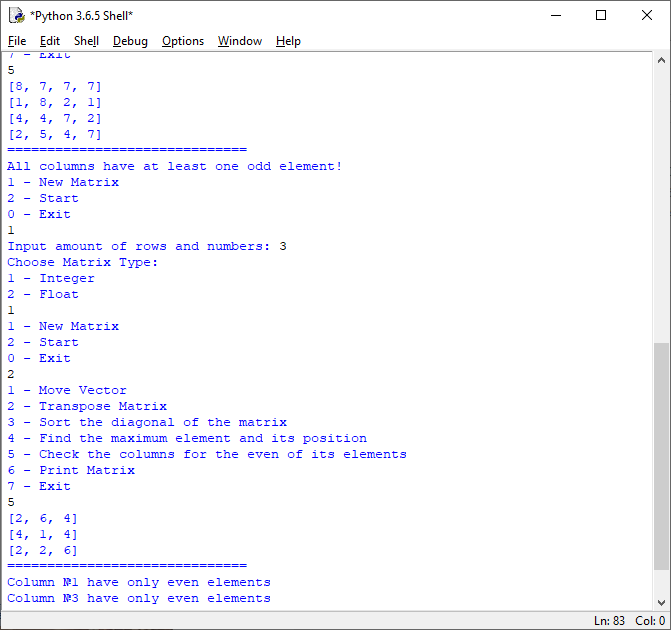 *Python 3.6.5 Shell*
File Edit Shell Debug Options Window Help
7 - Exit
5
[8, 7, 7, 7]
[1, 8, 2, 1]
[4, 4, 7, 2]
[2, 5, 4, 7]
==============================
All columns have at least one odd element!
1 - New Matrix
2 - Start
0 - Exit
1
Input amount of rows and numbers: 3
Choose Matrix Type:
1 - Integer
2 - Float
1
1 - New Matrix
2 - Start
0 - Exit
2
1 - Move Vector
2 - Transpose Matrix
3 - Sort the diagonal of the matrix
4 - Find the maximum element and its position
5 - Check the columns for the even of its elements
6 - Print Matrix
7 - Exit
5
[2, 6, 4]
[4, 1, 4]
[2, 2, 6]
==============================
Column №1 have only even elements
Column №3 have only even elements
Ln: 83 Col: 0